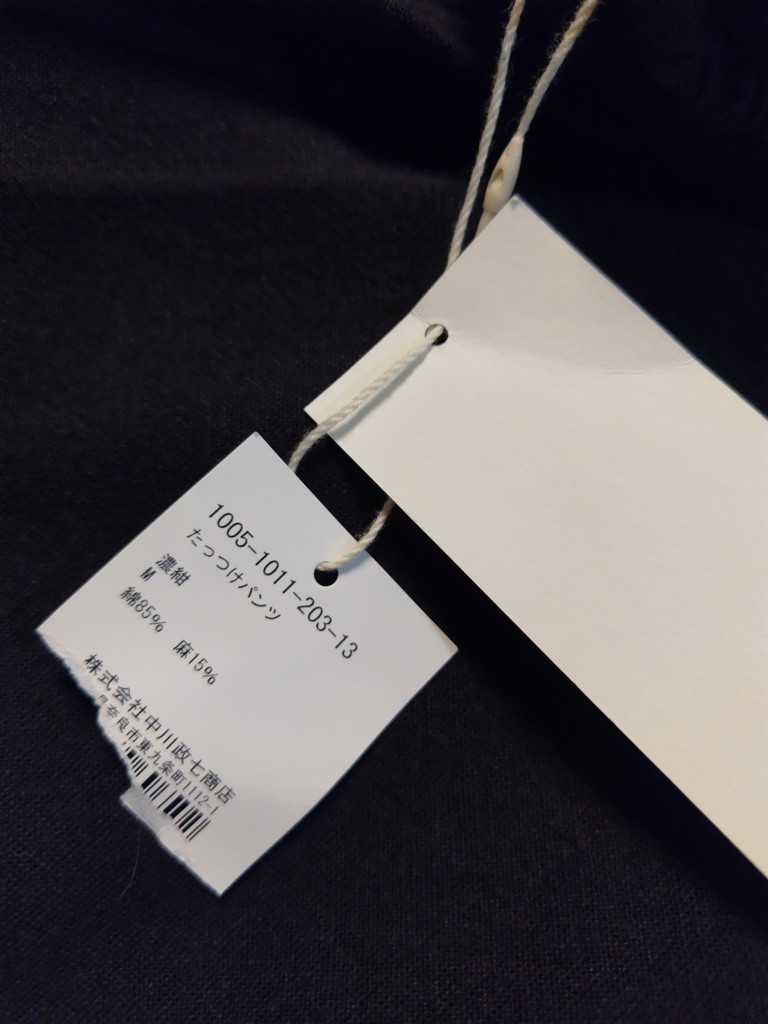 1005-1011-203-13
たっつけパンツ
濃紺
M
綿85% 麻15%
株式会社中川政七商店
奈良市東九条町1112-1